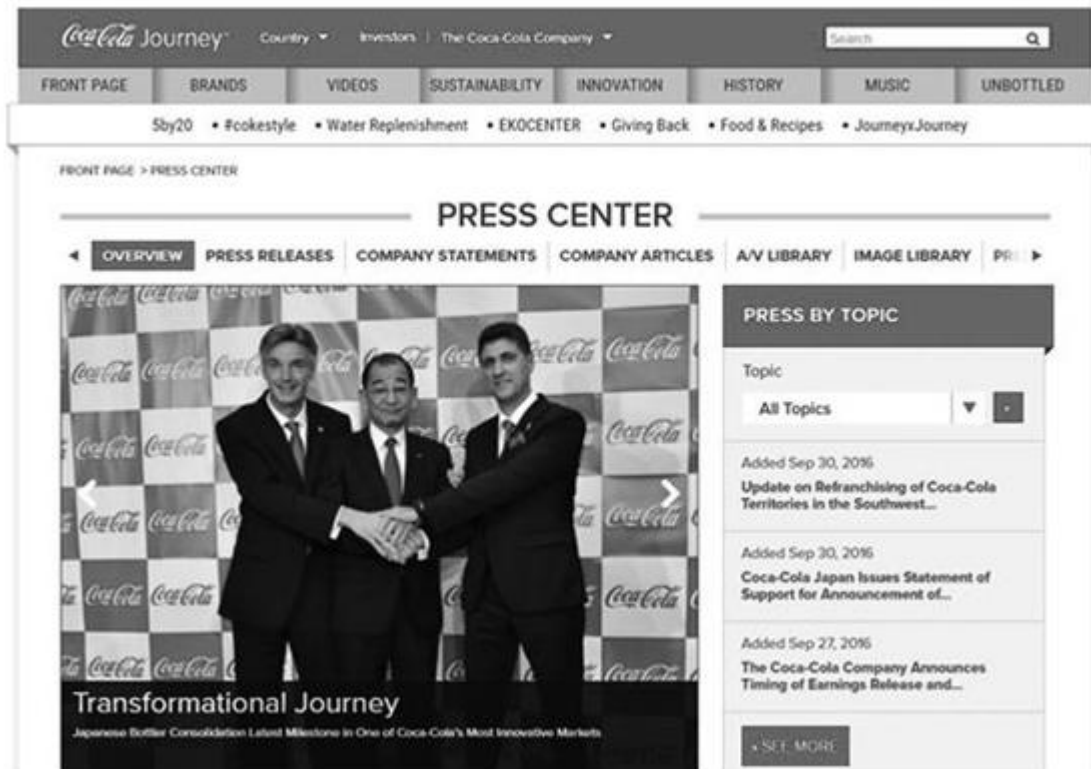 Coca-Cola Journey™ Country ▼ Investors | The Coca-Cola Company ▼ Search
FRONT PAGE BRANDS VIDEOS SUSTAINABILITY INNOVATION HISTORY MUSIC UNBOTTLED
5by20 • #cokestyle • Water Replenishment • EKOCENTER • Giving Back • Food & Recipes • JourneyxJourney
FRONT PAGE > PRESS CENTER
PRESS CENTER
OVERVIEW PRESS RELEASES COMPANY STATEMENTS COMPANY ARTICLES A/V LIBRARY IMAGE LIBRARY
Coca-Cola
Transformational Journey
Japanese Bottler Consolidation Latest Milestone in One of Coca-Cola's Most Innovative Markets
PRESS BY TOPIC
Topic
All Topics
Added Sep 30, 2016
Update on Refranchising of Coca-Cola
Territories in the Southwest...
Added Sep 30, 2016
Coca-Cola Japan Issues Statement of
Support for Announcement of...
Added Sep 27, 2016
The Coca-Cola Company Announces
Timing of Earnings Release and...
» SEE MORE